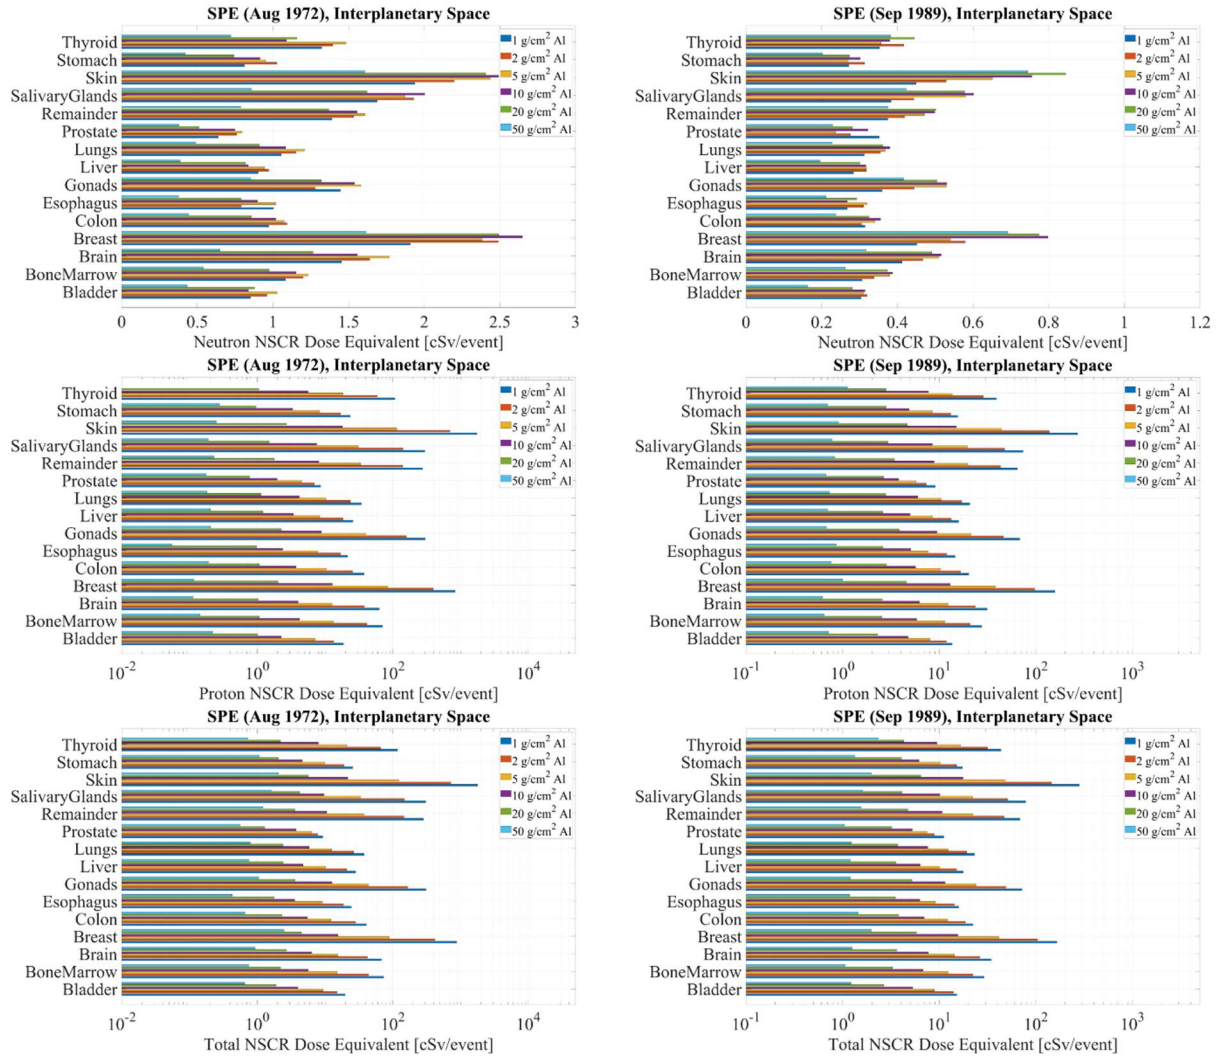 SPE (Aug 1972), Interplanetary Space
Thyroid
Stomach
Skin
SalivaryGlands
Remainder
Prostate
Lungs
Liver
Gonads
Esophagus
Colon
Breast
Brain
BoneMarrow
Bladder
1 g/cm² Al
2 g/cm² Al
5 g/cm² Al
10 g/cm² Al
20 g/cm² Al
50 g/cm² Al
0 0.5 1 1.5 2 2.5 3
Neutron NSCR Dose Equivalent [cSv/event]
SPE (Sep 1989), Interplanetary Space
Thyroid
Stomach
Skin
SalivaryGlands
Remainder
Prostate
Lungs
Liver
Gonads
Esophagus
Colon
Breast
Brain
BoneMarrow
Bladder
1 g/cm² Al
2 g/cm² Al
5 g/cm² Al
10 g/cm² Al
20 g/cm² Al
50 g/cm² Al
0 0.2 0.4 0.6 0.8 1 1.2
Neutron NSCR Dose Equivalent [cSv/event]
SPE (Aug 1972), Interplanetary Space
Thyroid
Stomach
Skin
SalivaryGlands
Remainder
Prostate
Lungs
Liver
Gonads
Esophagus
Colon
Breast
Brain
BoneMarrow
Bladder
1 g/cm² Al
2 g/cm² Al
5 g/cm² Al
10 g/cm² Al
20 g/cm² Al
50 g/cm² Al
10⁻² 10⁰ 10² 10⁴
Proton NSCR Dose Equivalent [cSv/event]
SPE (Sep 1989), Interplanetary Space
Thyroid
Stomach
Skin
SalivaryGlands
Remainder
Prostate
Lungs
Liver
Gonads
Esophagus
Colon
Breast
Brain
BoneMarrow
Bladder
1 g/cm² Al
2 g/cm² Al
5 g/cm² Al
10 g/cm² Al
20 g/cm² Al
50 g/cm² Al
10⁻¹ 10⁰ 10¹ 10² 10³
Proton NSCR Dose Equivalent [cSv/event]
SPE (Aug 1972), Interplanetary Space
Thyroid
Stomach
Skin
SalivaryGlands
Remainder
Prostate
Lungs
Liver
Gonads
Esophagus
Colon
Breast
Brain
BoneMarrow
Bladder
1 g/cm² Al
2 g/cm² Al
5 g/cm² Al
10 g/cm² Al
20 g/cm² Al
50 g/cm² Al
10⁻² 10⁰ 10² 10⁴
Total NSCR Dose Equivalent [cSv/event]
SPE (Sep 1989), Interplanetary Space
Thyroid
Stomach
Skin
SalivaryGlands
Remainder
Prostate
Lungs
Liver
Gonads
Esophagus
Colon
Breast
Brain
BoneMarrow
Bladder
1 g/cm² Al
2 g/cm² Al
5 g/cm² Al
10 g/cm² Al
20 g/cm² Al
50 g/cm² Al
10⁻¹ 10⁰ 10¹ 10² 10³
Total NSCR Dose Equivalent [cSv/event]